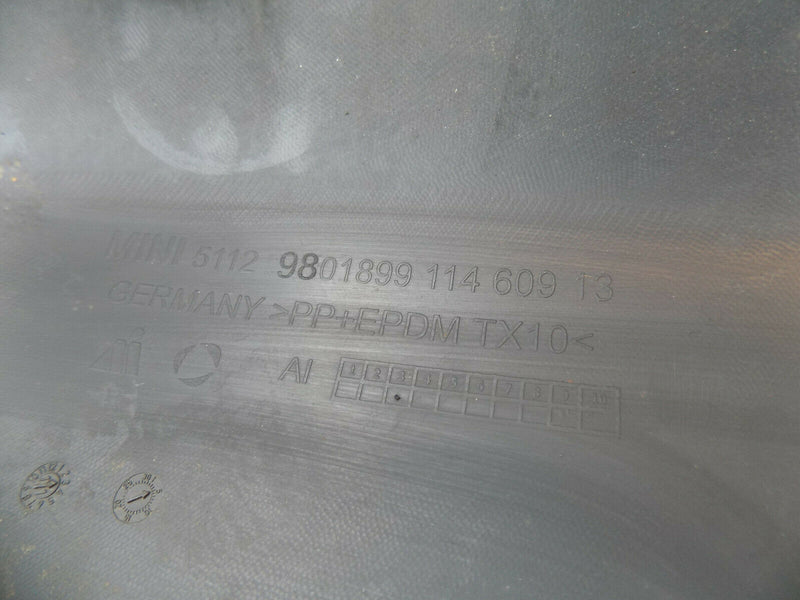 MINI 5112 9801899 114 609 13
GERMANY >PP+EPDM TX10<
AI 1 2 3 4 5 6 7 8 9 10